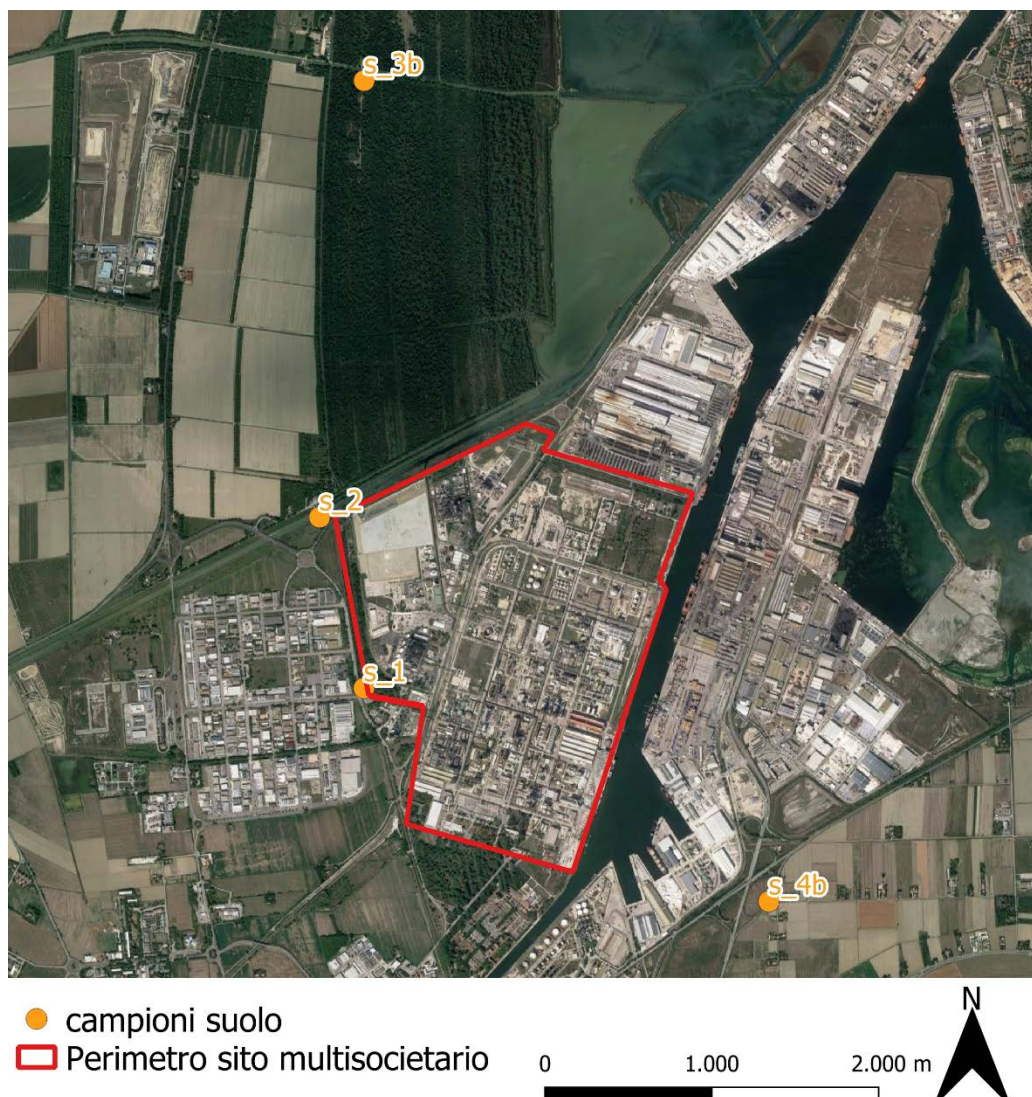 s_3b
s_2
s_1
s_4b
campioni suolo
Perimetro sito multisocietario
0 1.000 2.000 m
N